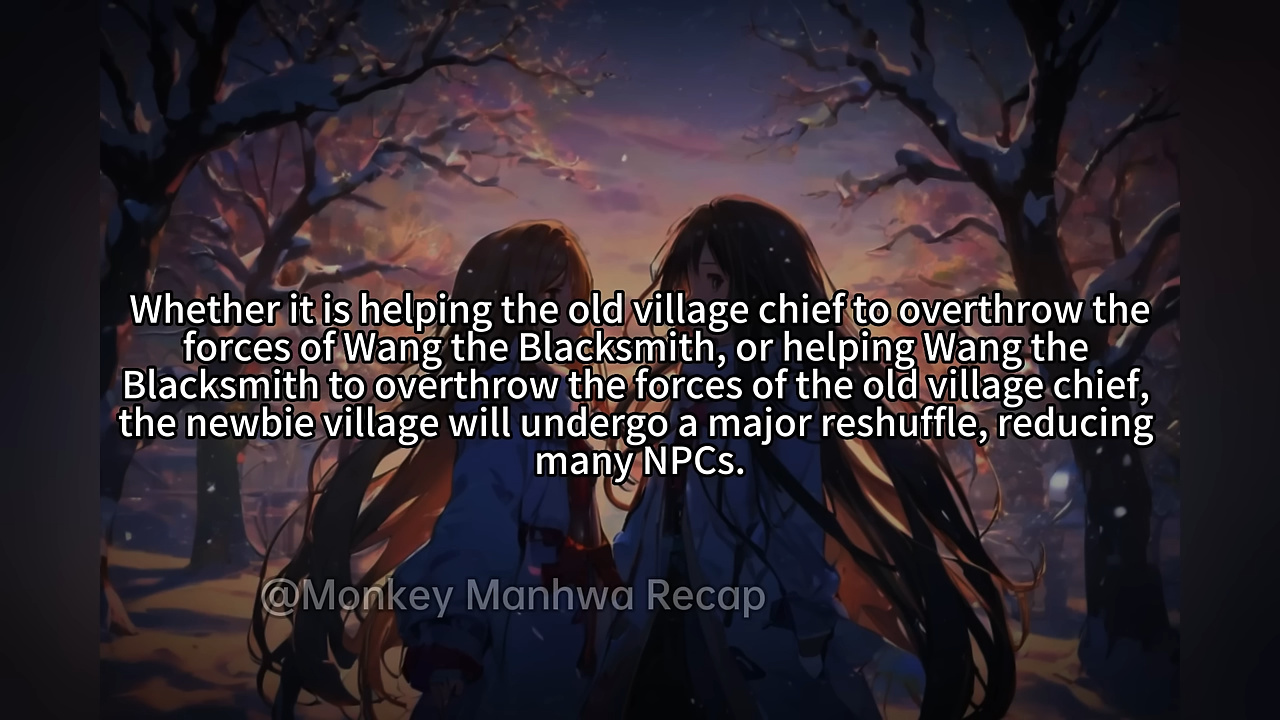 Whether it is helping the old village chief to overthrow the
forces of Wang the Blacksmith, or helping Wang the
Blacksmith to overthrow the forces of the old village chief,
the newbie village will undergo a major reshuffle, reducing
many NPCs.
@Monkey Manhwa Recap